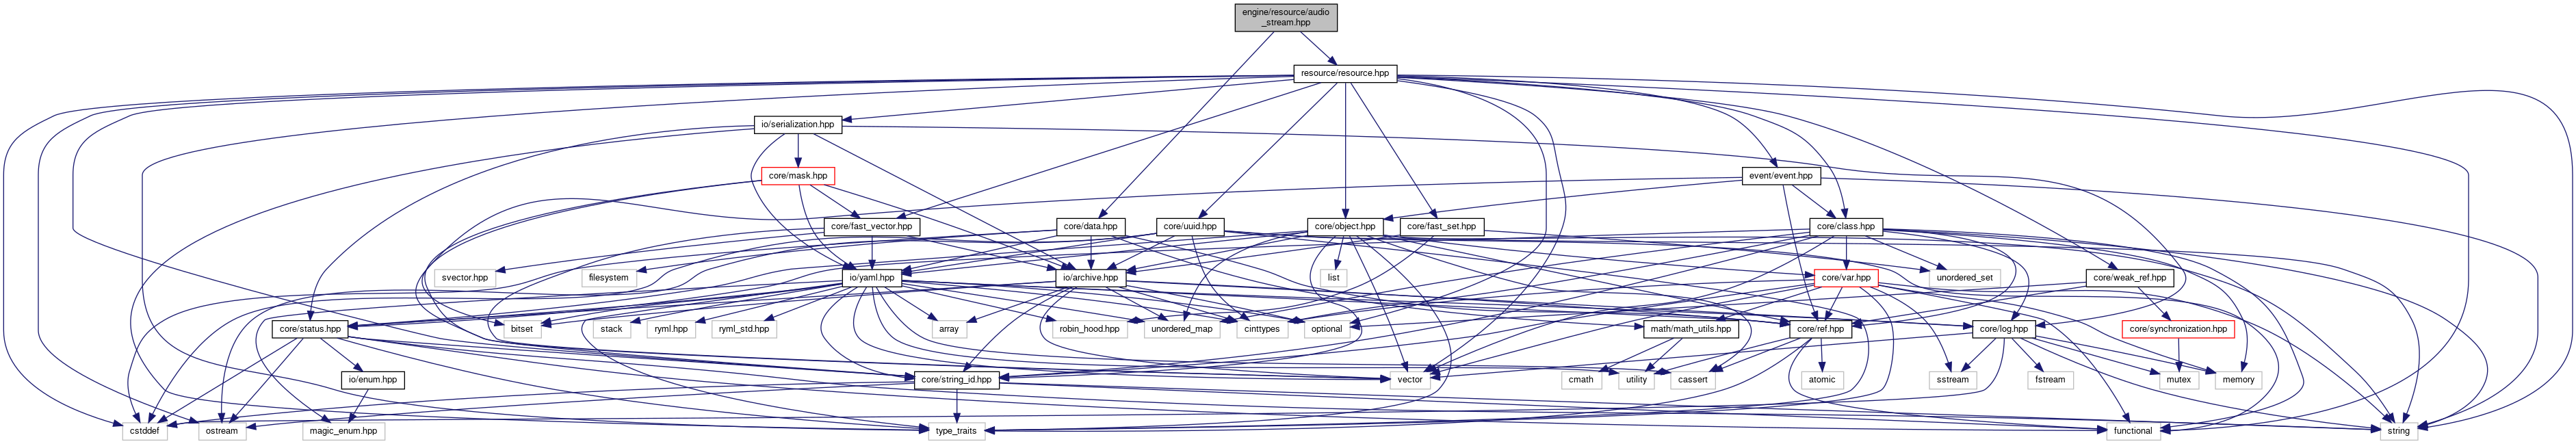 engine/resource/audio
_stream.hpp
resource/resource.hpp
io/serialization.hpp
core/mask.hpp
event/event.hpp
core/fast_vector.hpp
core/data.hpp
core/uuid.hpp
core/object.hpp
core/fast_set.hpp
core/class.hpp
svector.hpp
filesystem
io/yaml.hpp
io/archive.hpp
list
core/var.hpp
unordered_set
core/weak_ref.hpp
core/status.hpp
bitset
stack
ryml.hpp
ryml_std.hpp
array
robin_hood.hpp
unordered_map
cinttypes
optional
math/math_utils.hpp
core/ref.hpp
core/log.hpp
core/synchronization.hpp
io/enum.hpp
core/string_id.hpp
vector
cmath
utility
cassert
atomic
sstream
fstream
mutex
memory
cstddef
ostream
magic_enum.hpp
type_traits
functional
string